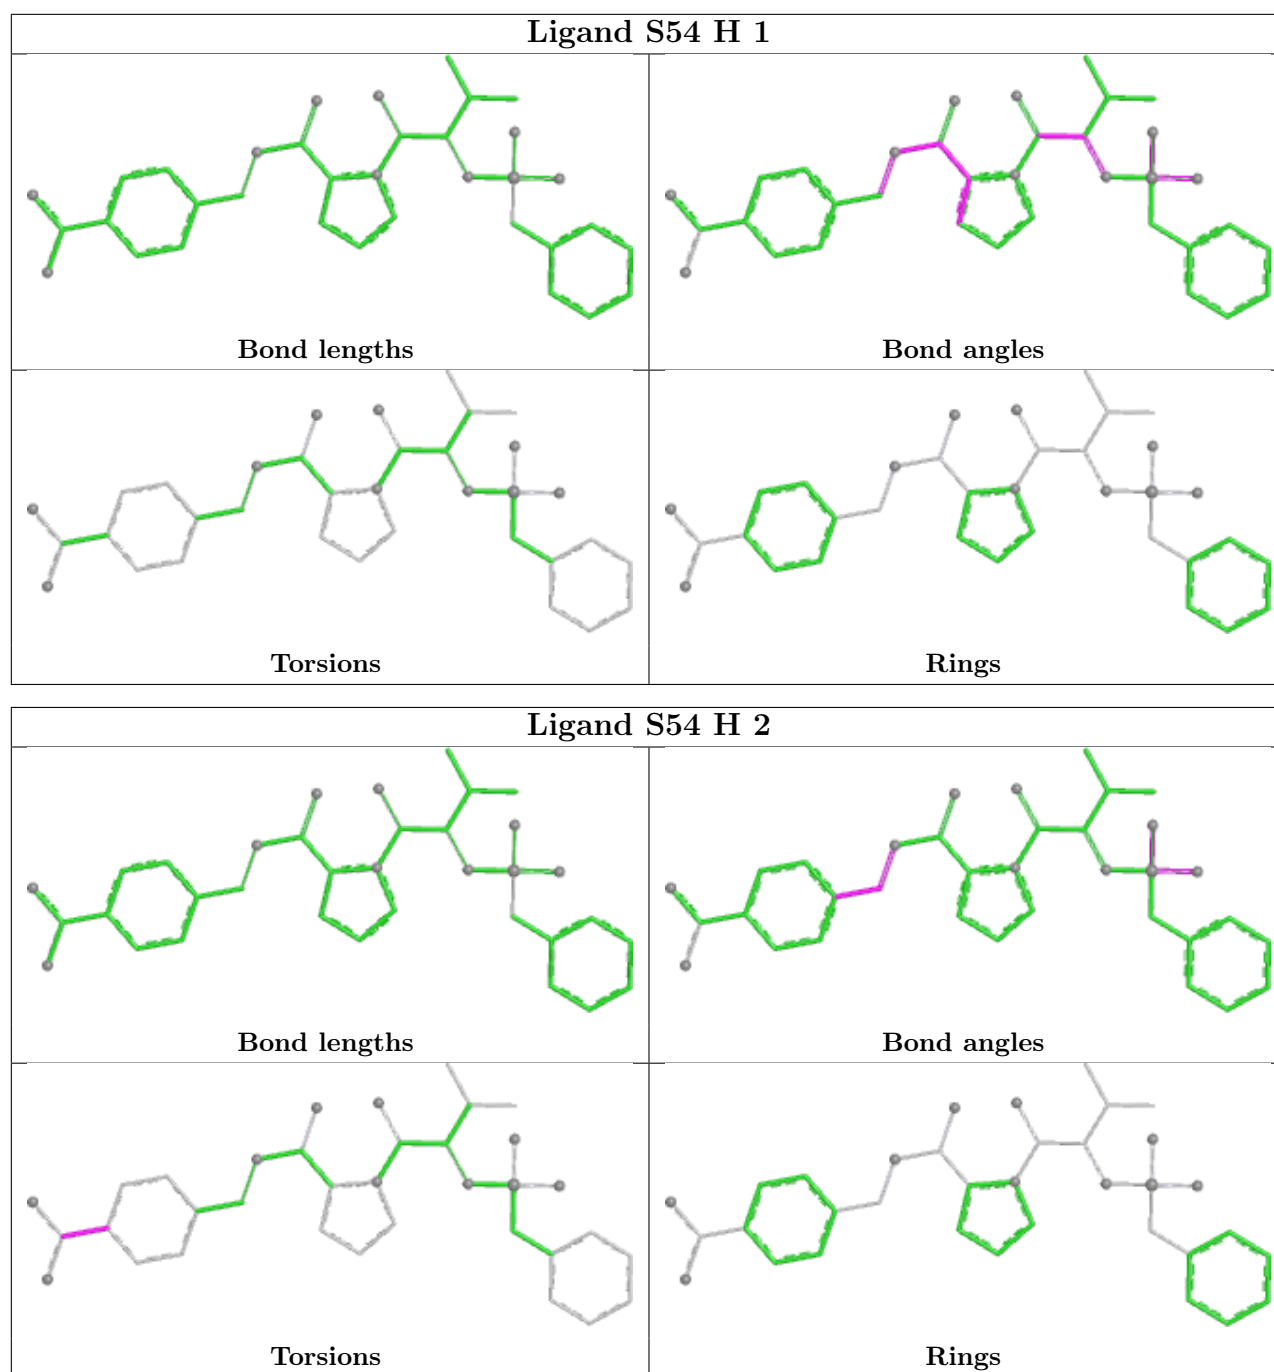 Ligand S54 H 1
Bond lengths
Bond angles
Torsions
Rings
Ligand S54 H 2
Bond lengths
Bond angles
Torsions
Rings